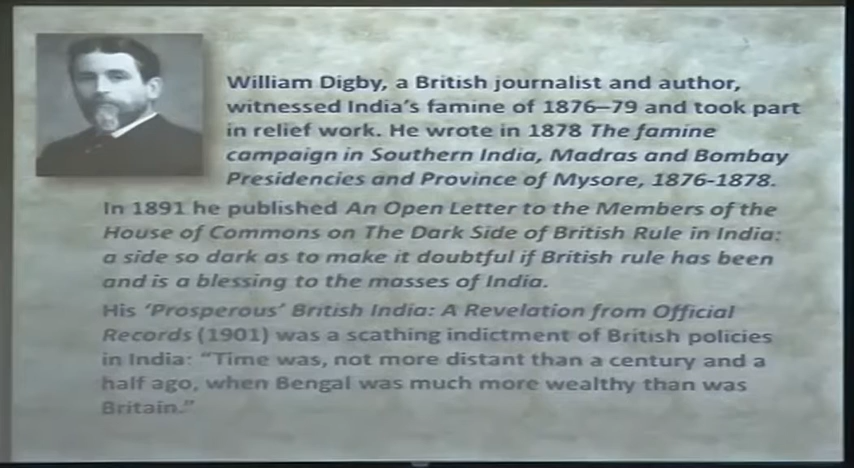 William Digby, a British journalist and author,
witnessed India's famine of 1876–79 and took part
in relief work. He wrote in 1878 The famine
campaign in Southern India, Madras and Bombay
Presidencies and Province of Mysore, 1876-1878.
In 1891 he published An Open Letter to the Members of the
House of Commons on The Dark Side of British Rule in India:
a side so dark as to make it doubtful if British rule has been
and is a blessing to the masses of India.
His 'Prosperous' British India: A Revelation from Official
Records (1901) was a scathing indictment of British policies
in India: "Time was, not more distant than a century and a
half ago, when Bengal was much more wealthy than was
Britain."